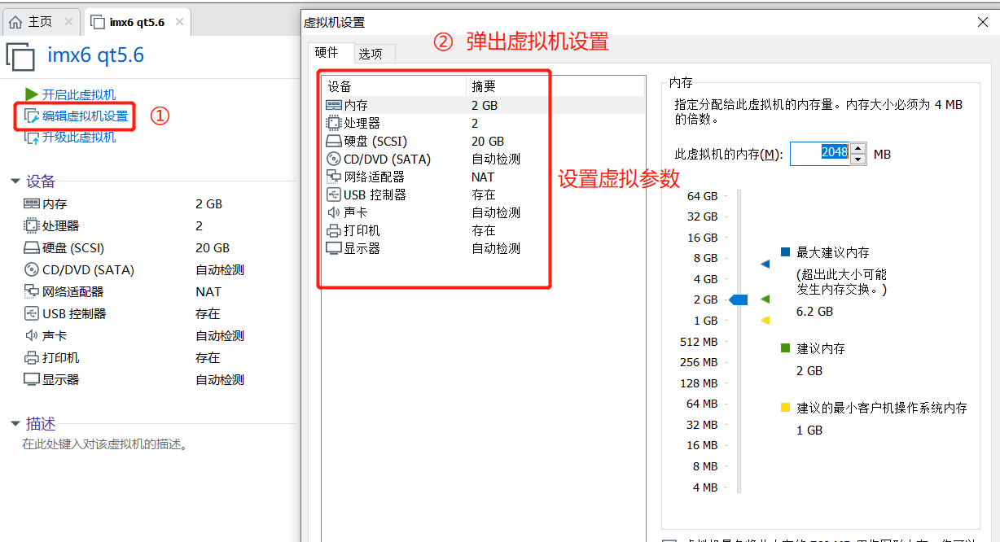 主页
imx6 qt5.6
imx6 qt5.6
开启此虚拟机
编辑虚拟机设置
①
升级此虚拟机
设备
内存 2 GB
处理器 2
硬盘 (SCSI) 20 GB
CD/DVD (SATA) 自动检测
网络适配器 NAT
USB 控制器 存在
声卡 自动检测
打印机 存在
显示器 自动检测
描述
在此处键入对该虚拟机的描述。
虚拟机设置
② 弹出虚拟机设置
硬件 选项
设备 摘要
内存 2 GB
处理器 2
硬盘 (SCSI) 20 GB
CD/DVD (SATA) 自动检测
网络适配器 NAT
USB 控制器 存在
声卡 自动检测
打印机 存在
显示器 自动检测
设置虚拟参数
内存
指定分配给此虚拟机的内存量。内存大小必须为 4 MB
的倍数。
此虚拟机的内存(M): 2048 MB
64 GB
32 GB
16 GB
8 GB
4 GB
2 GB
1 GB
512 MB
256 MB
128 MB
64 MB
32 MB
16 MB
8 MB
4 MB
最大建议内存
(超出此大小可能
发生内存交换。)
6.2 GB
建议内存
2 GB
建议的最小客户机操作系统内存
1 GB